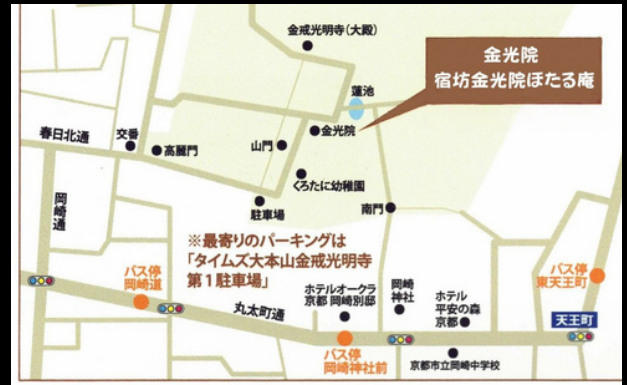 金戒光明寺(大殿)
金光院
宿坊金光院ほたる庵
蓮池
春日北通
交番
高麗門
山門
金光院
くろたに幼稚園
岡崎通
駐車場
南門
※最寄りのパーキングは
「タイムズ大本山金戒光明寺
第1駐車場」
バス停
岡崎道
丸太町通
ホテルオークラ
京都 岡崎別邸
岡崎
神社
ホテル
平安の森
京都
バス停
東天王町
天王町
バス停
岡崎神社前
京都市立岡崎中学校